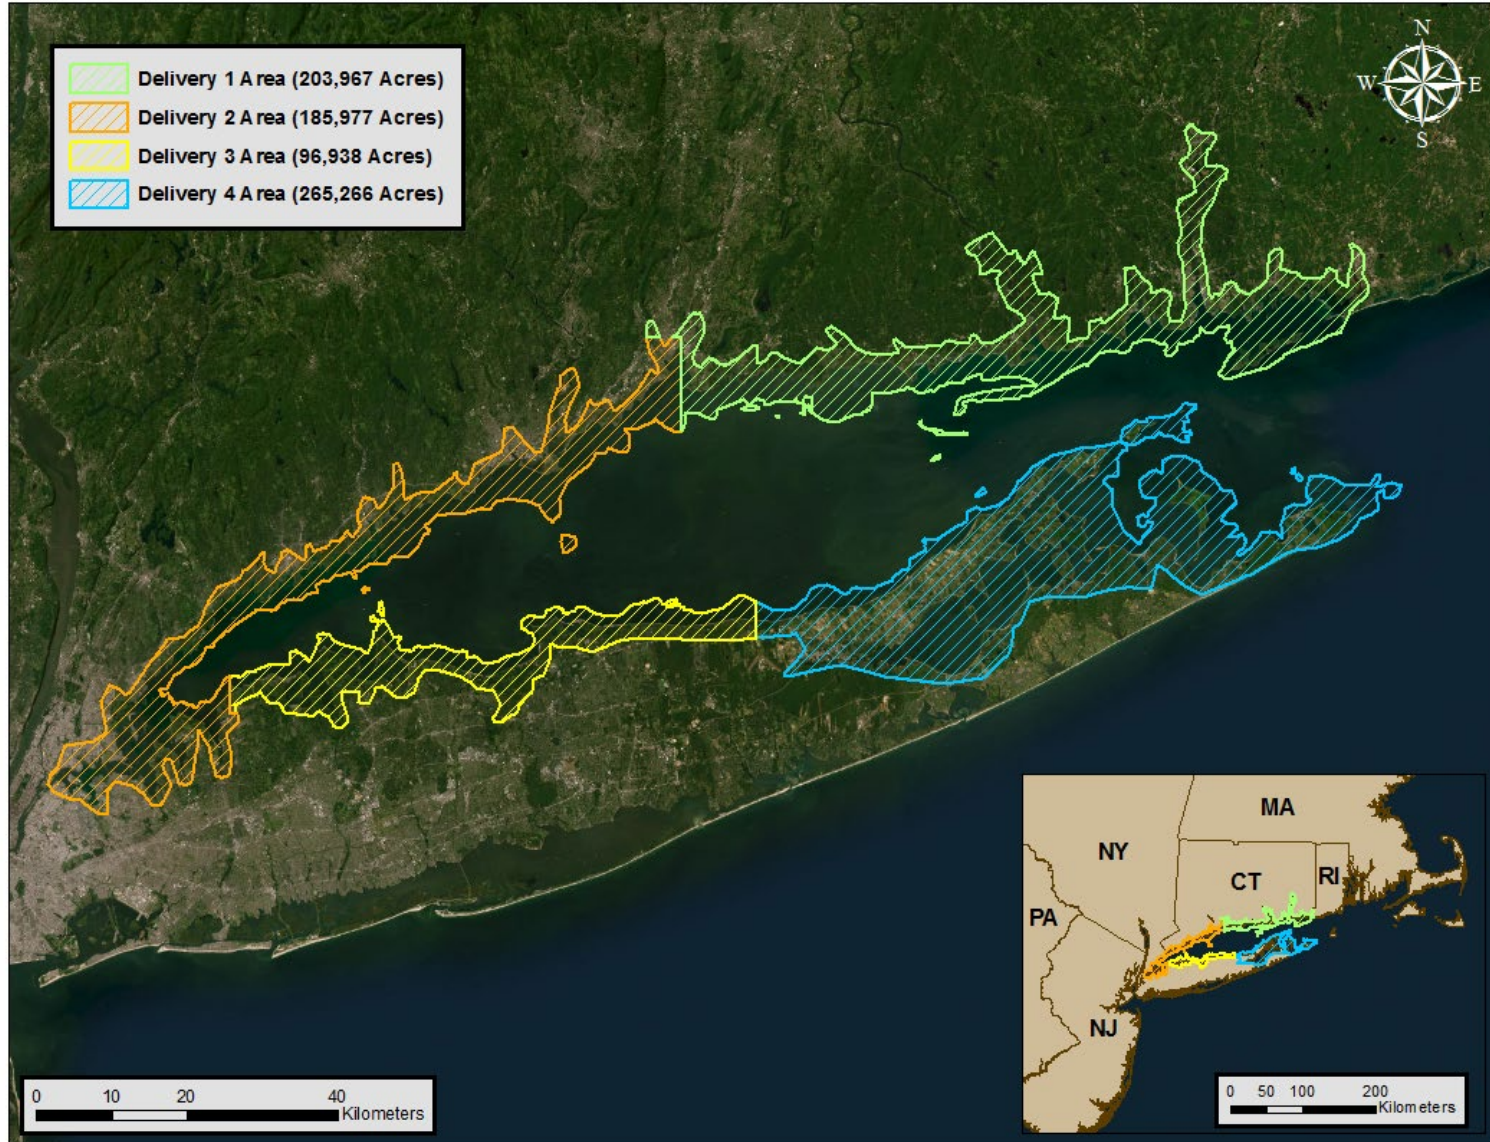 N
W E
S
Delivery 1 Area (203,967 Acres)
Delivery 2 Area (185,977 Acres)
Delivery 3 Area (96,938 Acres)
Delivery 4 Area (265,266 Acres)
MA
NY
CT
RI
PA
NJ
0 10 20 40
Kilometers
0 50 100 200
Kilometers